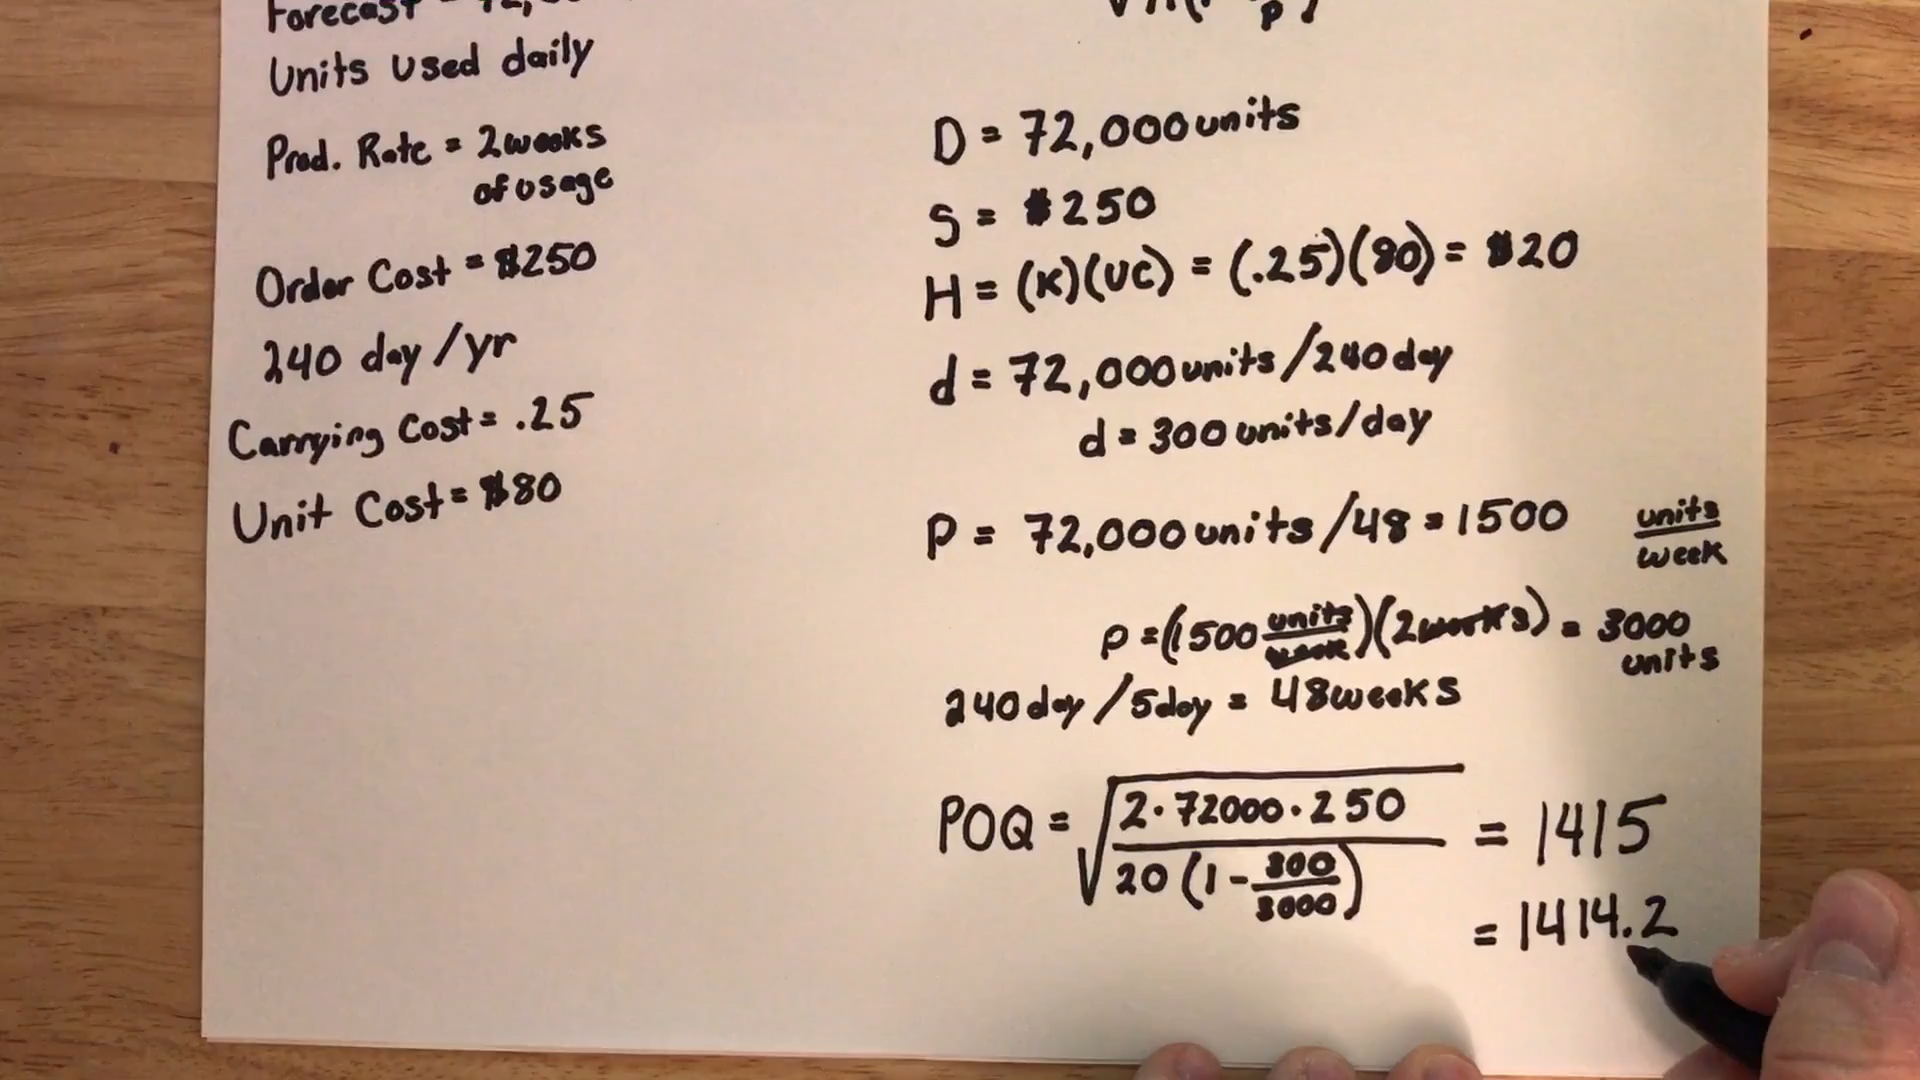 Forecast = 72,
Units used daily
Prod. Rate = 2 weeks
of usage
Order Cost = $250
240 day/yr
Carrying Cost = .25
Unit Cost = $80
p
D = 72,000 units
S = $250
H = (K)(UC) = (.25)(80) = $20
d = 72,000 units/240 day
d = 300 units/day
P = 72,000 units/48 = 1500 units/week
P = (1500 units/week)(2 weeks) = 3000
units
240 day/5day = 48 weeks
POQ = √ 2·72000·250 / 20 (1 - 300/3000) = 1415
= 1414.2